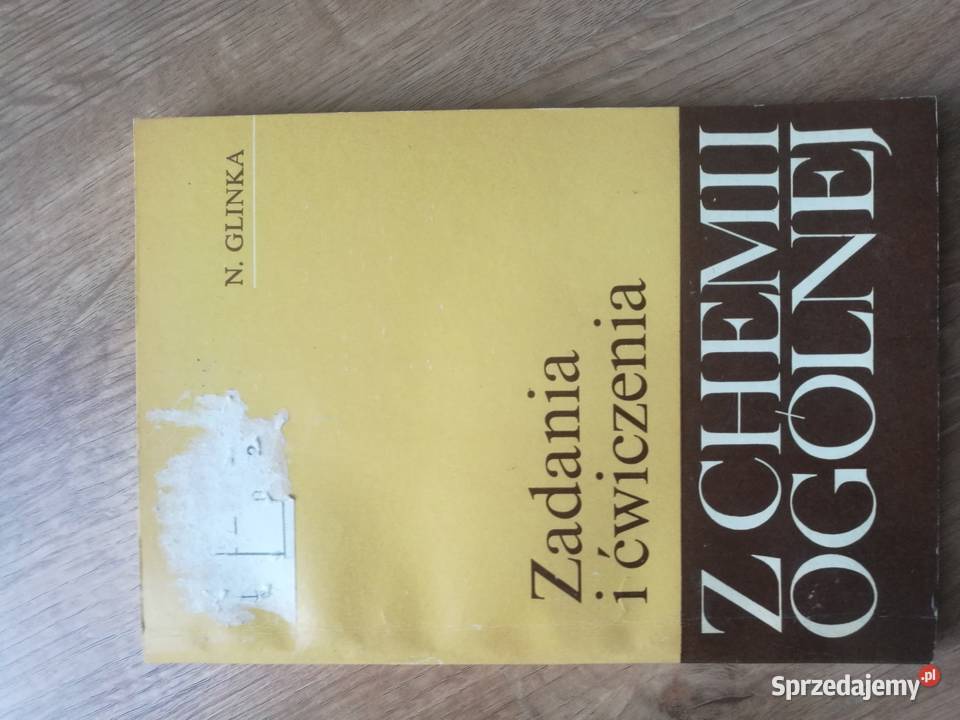 N. GLINKA
Zadania
i ćwiczenia
Z CHEMII
OGÓLNEJ
Sprzedajemy.pl